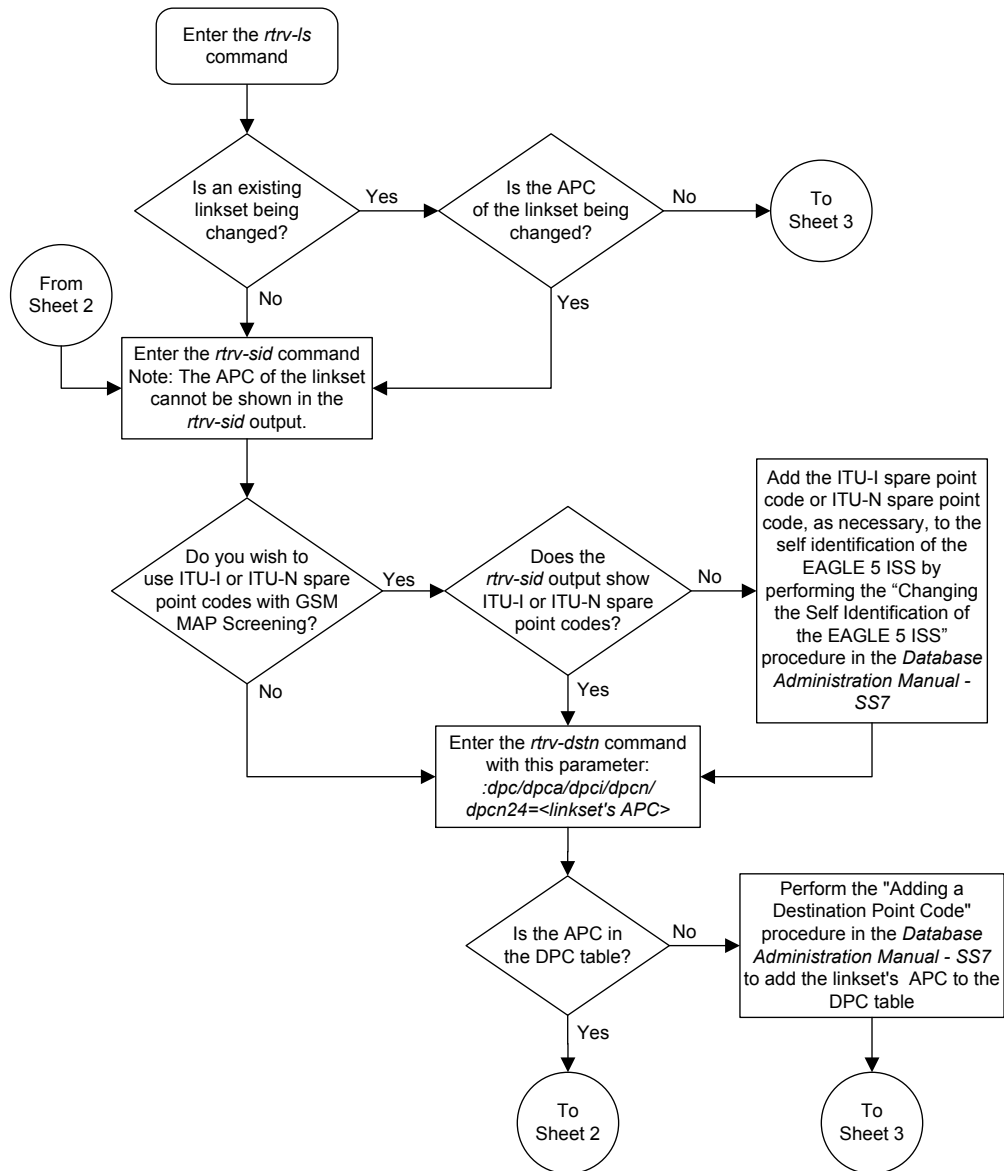 Enter the rtrv-ls
command
Is an existing
linkset being
changed?
Yes
Is the APC
of the linkset being
changed?
No
To
Sheet 3
From
Sheet 2
No
Yes
Enter the rtrv-sid command
Note: The APC of the linkset
cannot be shown in the
rtrv-sid output.
Do you wish to
use ITU-I or ITU-N spare
point codes with GSM
MAP Screening?
Yes
Does the
rtrv-sid output show
ITU-I or ITU-N spare
point codes?
No
Add the ITU-I spare point
code or ITU-N spare point
code, as necessary, to the
self identification of the
EAGLE 5 ISS by
performing the “Changing
the Self Identification of
the EAGLE 5 ISS”
procedure in the Database
Administration Manual -
SS7
No
Yes
Enter the rtrv-dstn command
with this parameter:
:dpc/dpca/dpci/dpcn/
dpcn24=<linkset's APC>
Is the APC in
the DPC table?
No
Perform the "Adding a
Destination Point Code"
procedure in the Database
Administration Manual - SS7
to add the linkset's APC to the
DPC table
Yes
To
Sheet 2
To
Sheet 3